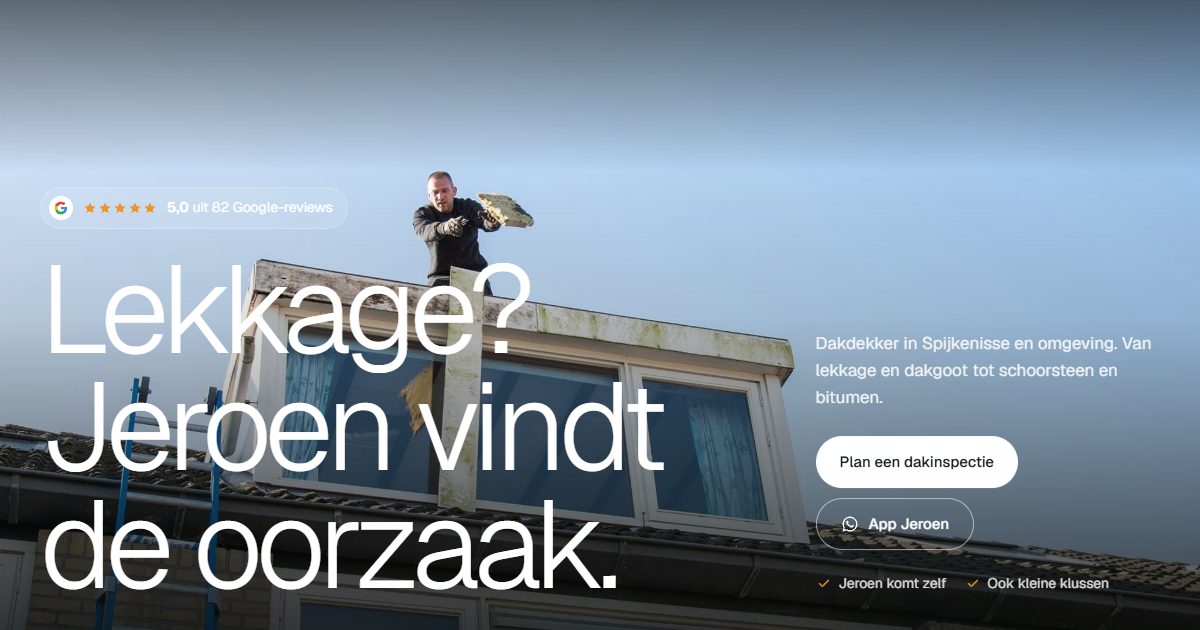 5,0 uit 82 Google-reviews
Lekkage?
Jeroen vindt
de oorzaak.
Dakdekker in Spijkenisse en omgeving. Van
lekkage en dakgoot tot schoorsteen en
bitumen.
Plan een dakinspectie
App Jeroen
Jeroen komt zelf
Ook kleine klussen